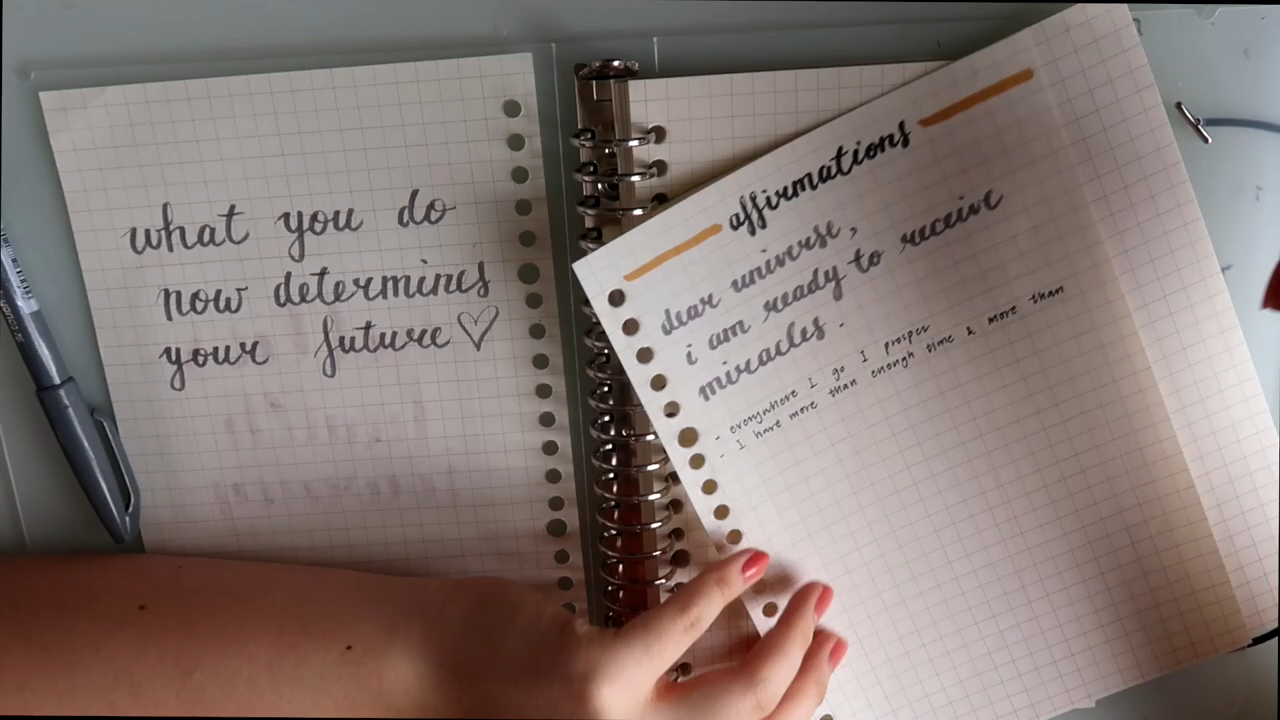 what you do
now determines
your future♡
affirmations
dear universe,
i am ready to receive
miracles.
- everywhere I go I prosper
- I have more than enough time & more than